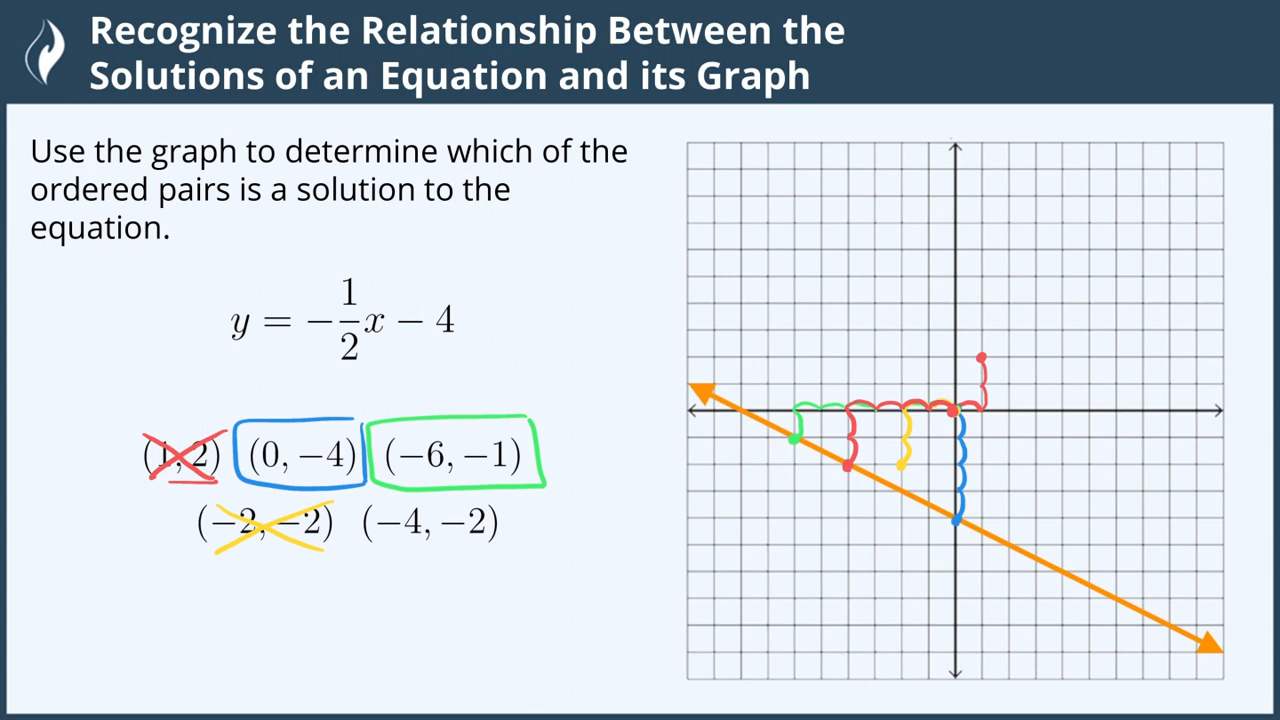 Recognize the Relationship Between the
Solutions of an Equation and its Graph
Use the graph to determine which of the
ordered pairs is a solution to the
equation.
y = −\frac{1}{2}x − 4
(1, 2) (0, −4) (−6, −1)
(−2, −2) (−4, −2)